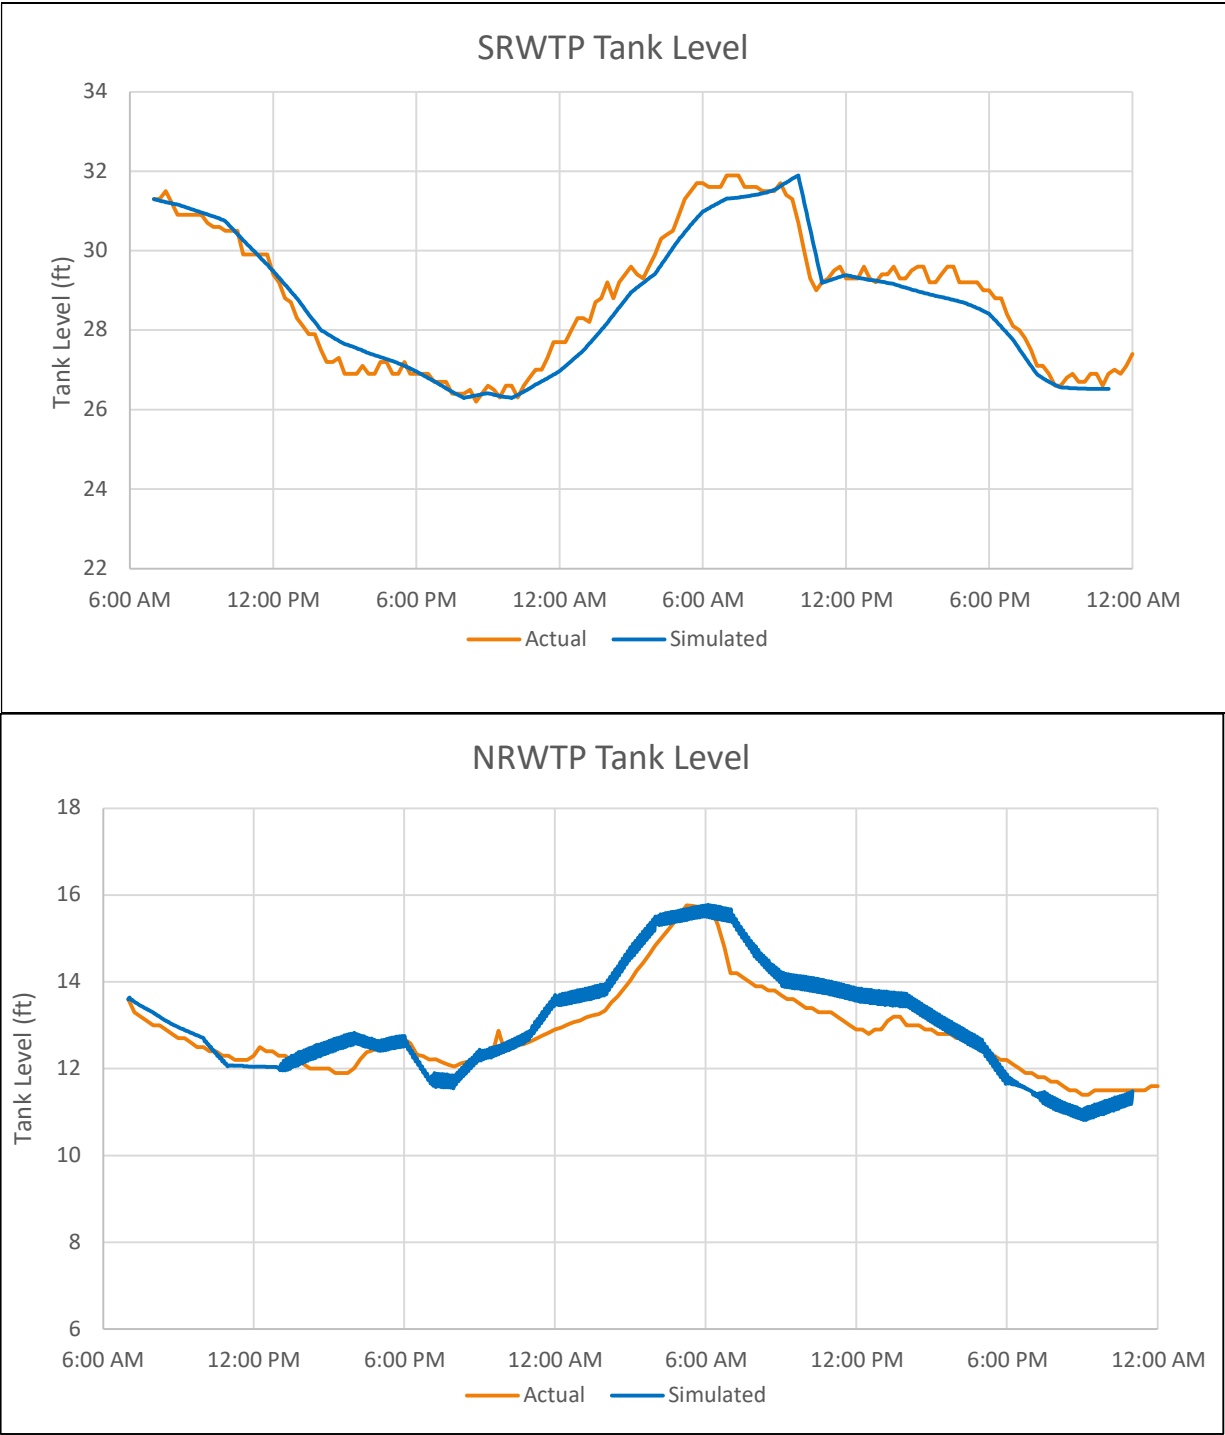 SRWTP Tank Level
34
32
30
28
26
24
22
Tank Level (ft)
6:00 AM 12:00 PM 6:00 PM 12:00 AM 6:00 AM 12:00 PM 6:00 PM 12:00 AM
Actual Simulated
NRWTP Tank Level
18
16
14
12
10
8
6
Tank Level (ft)
6:00 AM 12:00 PM 6:00 PM 12:00 AM 6:00 AM 12:00 PM 6:00 PM 12:00 AM
Actual Simulated